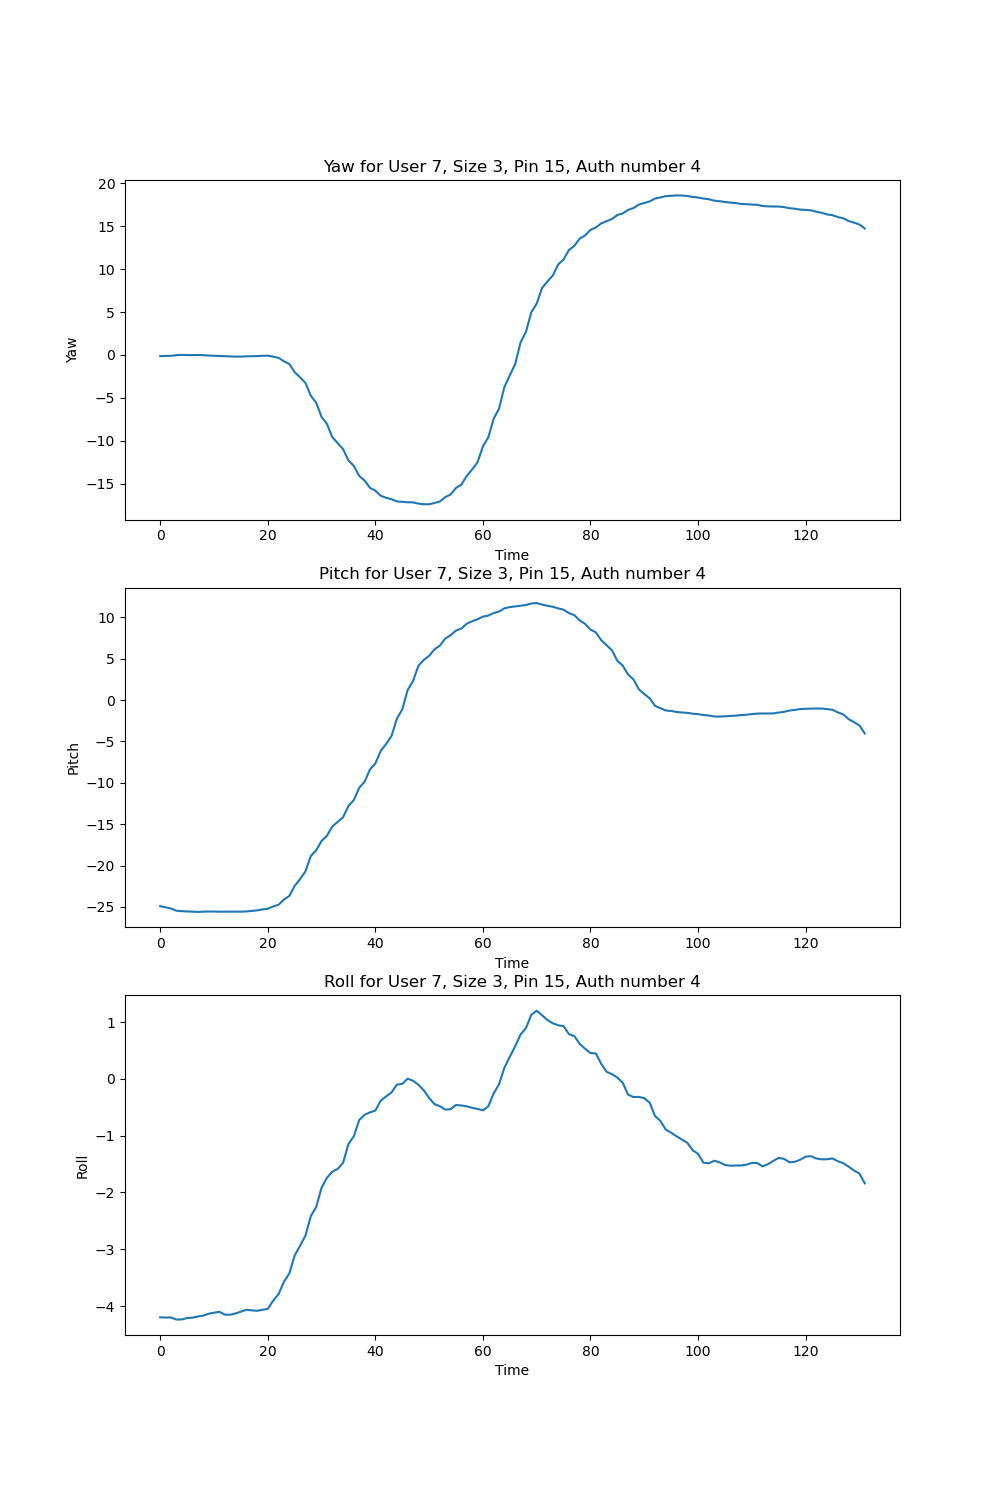 Yaw for User 7, Size 3, Pin 15, Auth number 4
20
15
10
5
0
−5
−10
−15
Yaw
0 20 40 60 80 100 120
Time
Pitch for User 7, Size 3, Pin 15, Auth number 4
10
5
0
−5
−10
−15
−20
−25
Pitch
0 20 40 60 80 100 120
Time
Roll for User 7, Size 3, Pin 15, Auth number 4
1
0
−1
−2
−3
−4
Roll
0 20 40 60 80 100 120
Time